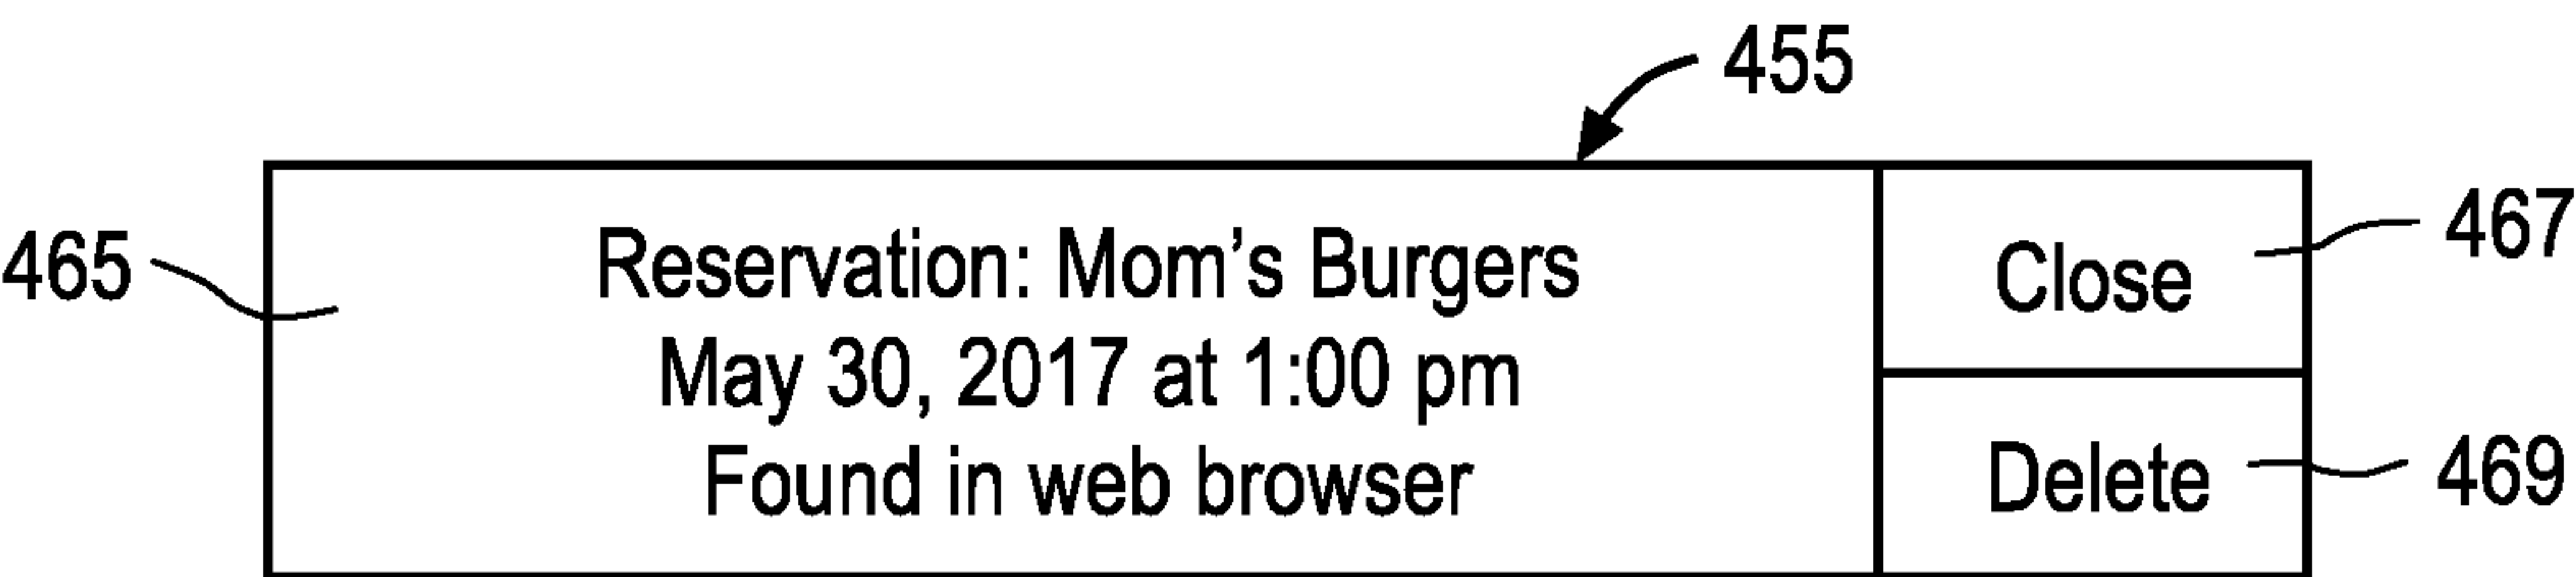 455
465
Reservation: Mom's Burgers
May 30, 2017 at 1:00 pm
Found in web browser
Close
467
Delete
469